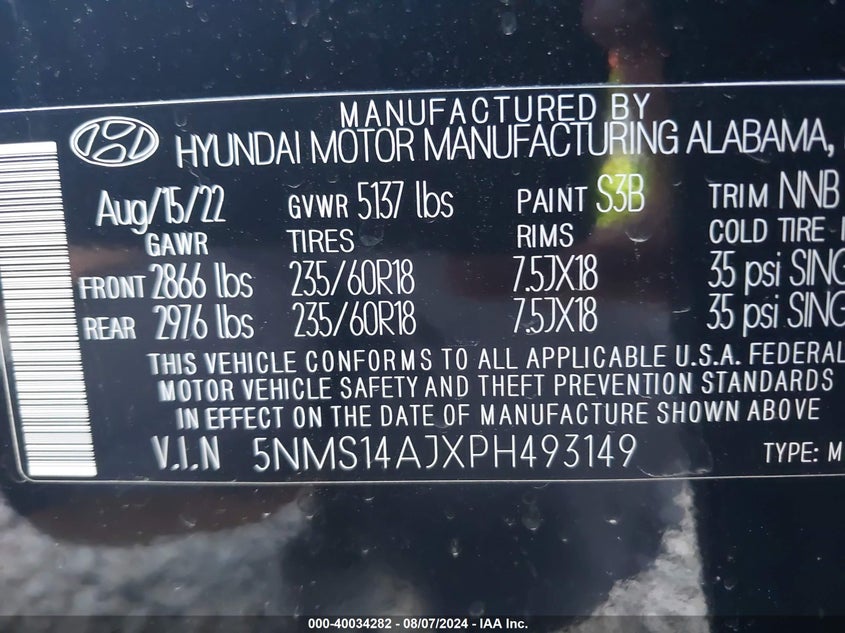 MANUFACTURED BY
HYUNDAI MOTOR MANUFACTURING ALABAMA,
Aug/15/22 GVWR 5137 lbs PAINT S3B TRIM NNB
GAWR TIRES RIMS COLD TIRE
FRONT 2866 lbs 235/60R18 7.5JX18 35 psi SING
REAR 2976 lbs 235/60R18 7.5JX18 35 psi SING
THIS VEHICLE CONFORMS TO ALL APPLICABLE U.S.A. FEDERAL
MOTOR VEHICLE SAFETY AND THEFT PREVENTION STANDARDS
IN EFFECT ON THE DATE OF MANUFACTURE SHOWN ABOVE
V.I.N 5NMS14AJXPH493149 TYPE: M
000-40034282 - 08/07/2024 - IAA Inc.